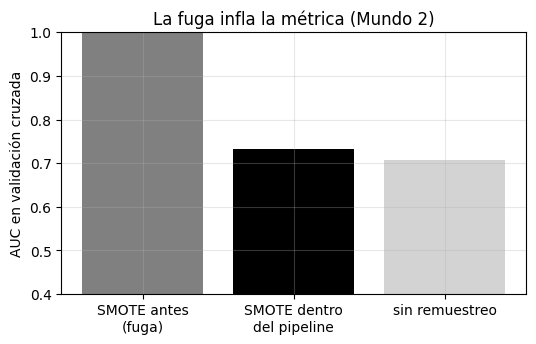 La fuga infla la métrica (Mundo 2)
AUC en validación cruzada
1.0
0.9
0.8
0.7
0.6
0.5
0.4
SMOTE antes
(fuga)
SMOTE dentro
del pipeline
sin remuestreo